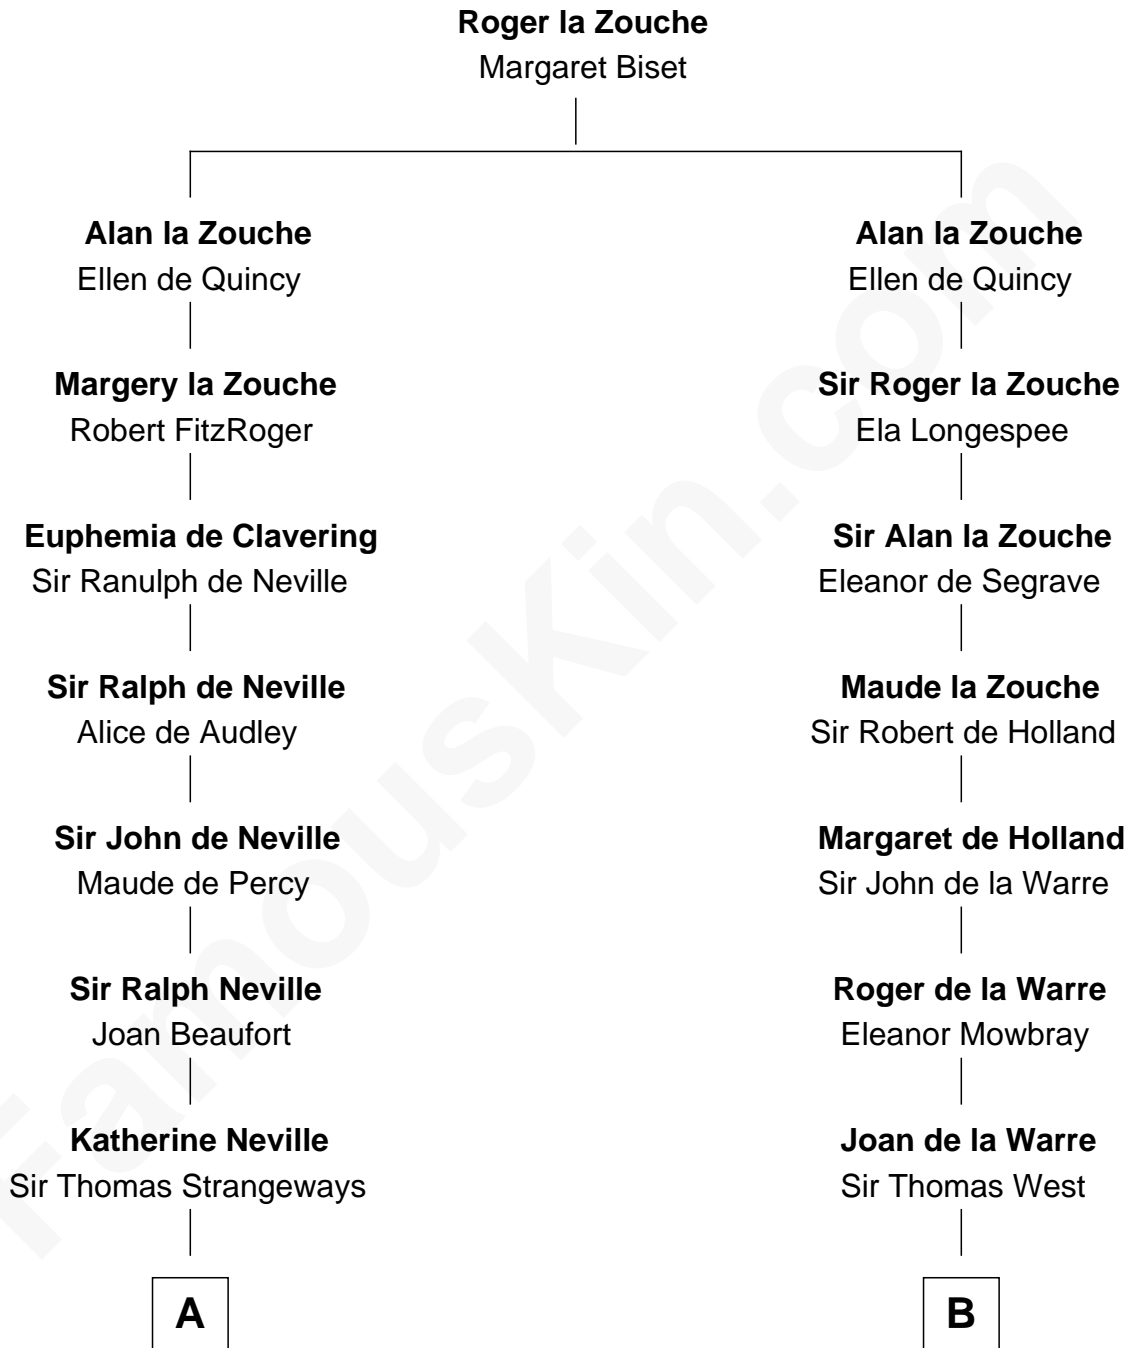 Roger la Zouche
Margaret Biset
Alan la Zouche
Ellen de Quincy
Margery la Zouche
Robert FitzRoger
Euphemia de Clavering
Sir Ranulph de Neville
Sir Ralph de Neville
Alice de Audley
Sir John de Neville
Maude de Percy
Sir Ralph Neville
Joan Beaufort
Katherine Neville
Sir Thomas Strangeways
A
Alan la Zouche
Ellen de Quincy
Sir Roger la Zouche
Ela Longespee
Sir Alan la Zouche
Eleanor de Segrave
Maude la Zouche
Sir Robert de Holland
Margaret de Holland
Sir John de la Warre
Roger de la Warre
Eleanor Mowbray
Joan de la Warre
Sir Thomas West
B
FamousKin.com